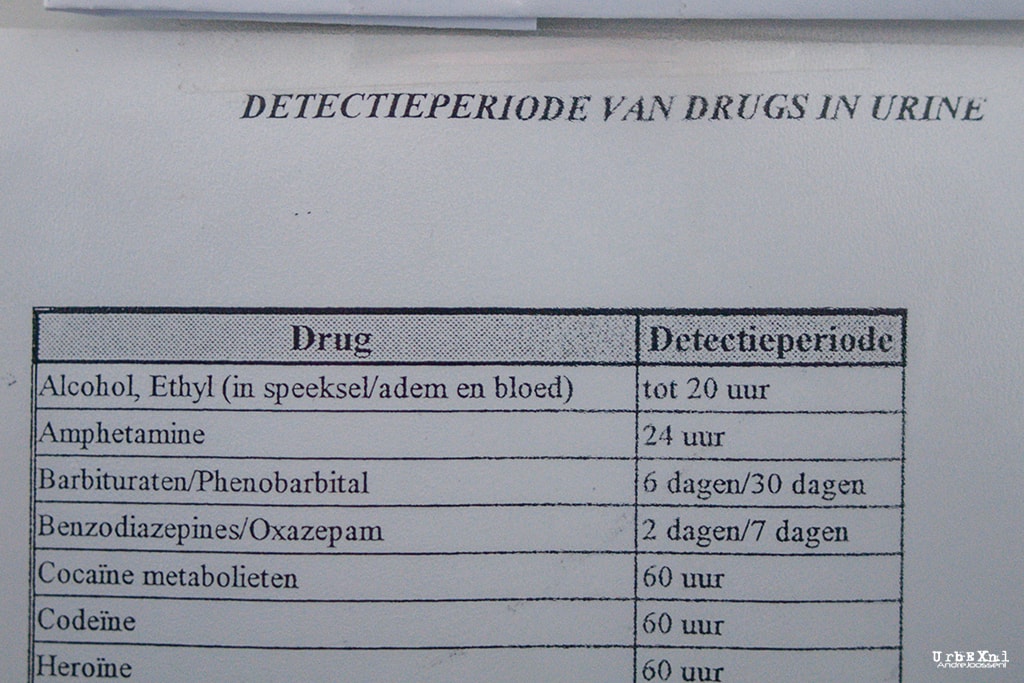 DETECTIEPERIODE VAN DRUGS IN URINE
Drug Detectieperiode
Alcohol, Ethyl (in speeksel/adem en bloed) tot 20 uur
Amphetamine 24 uur
Barbituraten/Phenobarbital 6 dagen/30 dagen
Benzodiazepines/Oxazepam 2 dagen/7 dagen
Cocaïne metabolieten 60 uur
Codeïne 60 uur
Heroïne 60 uur
UrbEXnl
AndreJoosse.nl